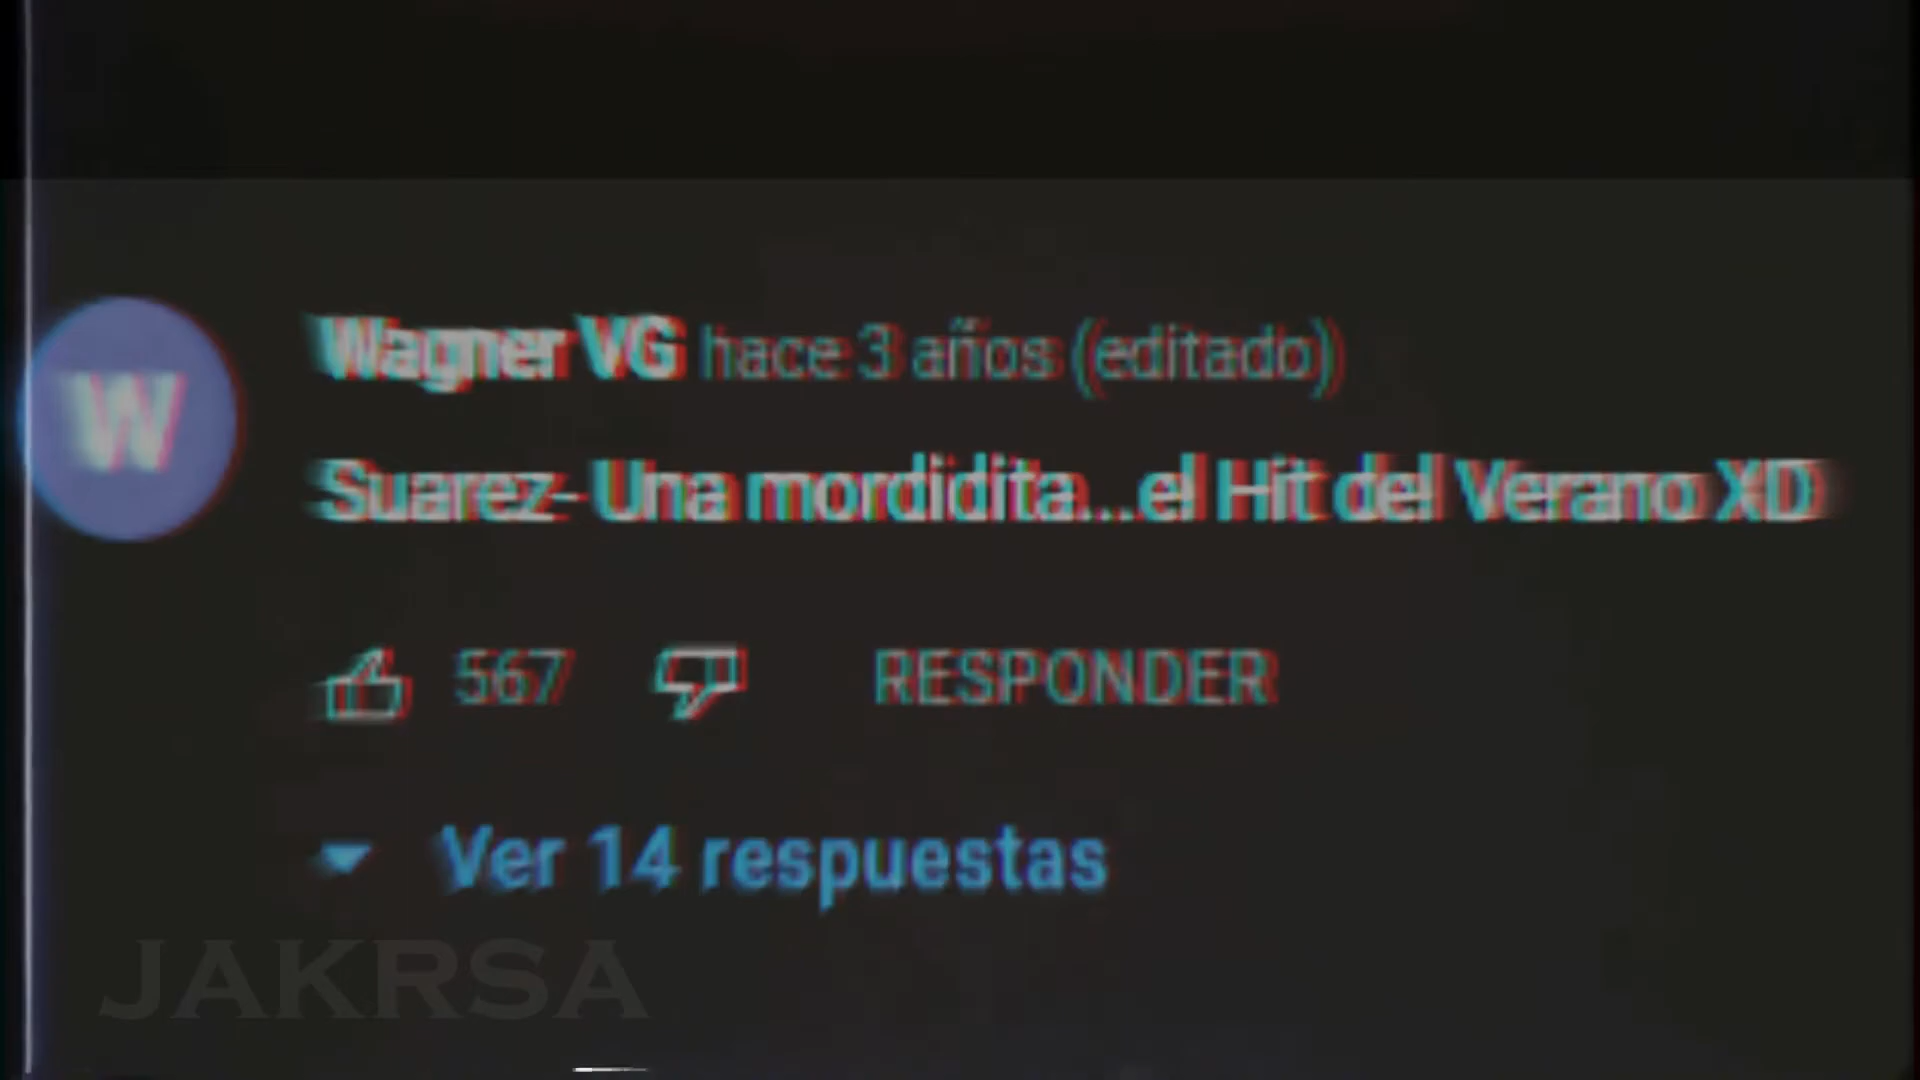 W
Wagner VG hace 3 años (editado)
Suarez- Una mordidita...el Hit del Verano XD
567 RESPONDER
Ver 14 respuestas
JAKRSA